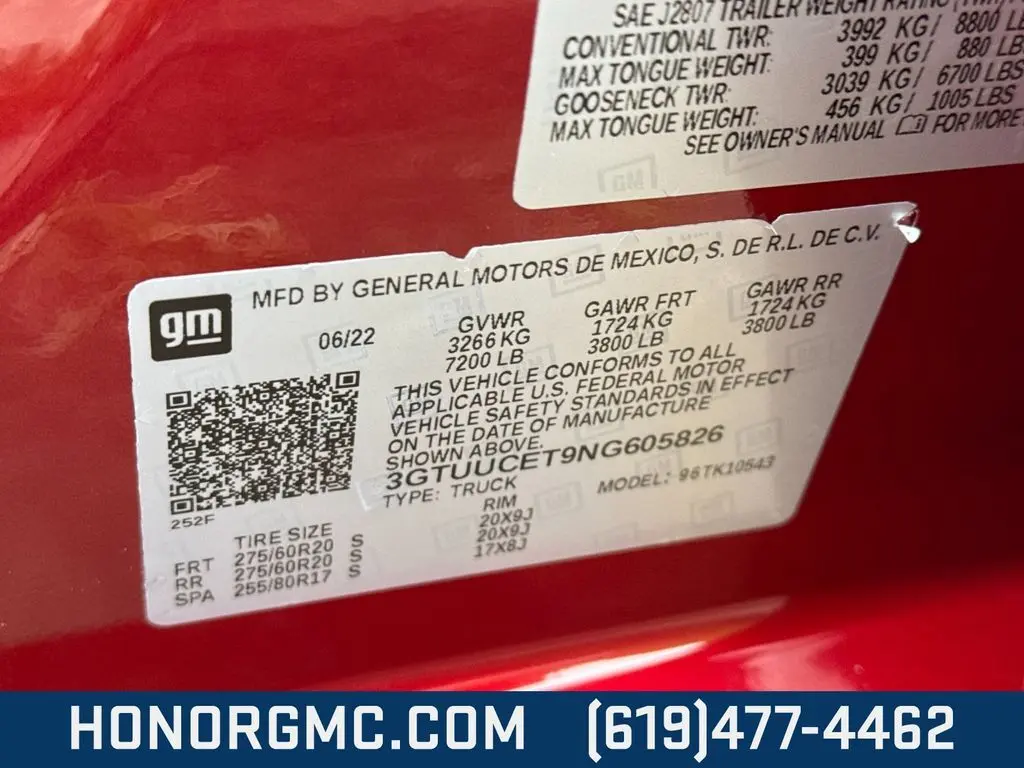 SAE J2807 TRAILER WEIGHT RATING (TWR)
CONVENTIONAL TWR: 3992 KG/ 8800 LB
MAX TONGUE WEIGHT: 399 KG/ 880 LBS
GOOSENECK TWR: 3039 KG/ 6700 LBS
MAX TONGUE WEIGHT: 456 KG/ 1005 LBS
SEE OWNER'S MANUAL FOR MORE
GM
gm
MFD BY GENERAL MOTORS DE MEXICO, S. DE R.L. DE C.V.
06/22 GVWR GAWR FRT GAWR RR
3266 KG 1724 KG 1724 KG
7200 LB 3800 LB 3800 LB
THIS VEHICLE CONFORMS TO ALL
APPLICABLE U.S. FEDERAL MOTOR
VEHICLE SAFETY STANDARDS IN EFFECT
ON THE DATE OF MANUFACTURE
SHOWN ABOVE.
3GTUUCET9NG605826
TYPE: TRUCK MODEL: 96TK10543
252F
TIRE SIZE RIM
FRT 275/60R20 S 20X9J
RR 275/60R20 S 20X9J
SPA 255/80R17 S 17X8J
HONORGMC.COM (619)477-4462